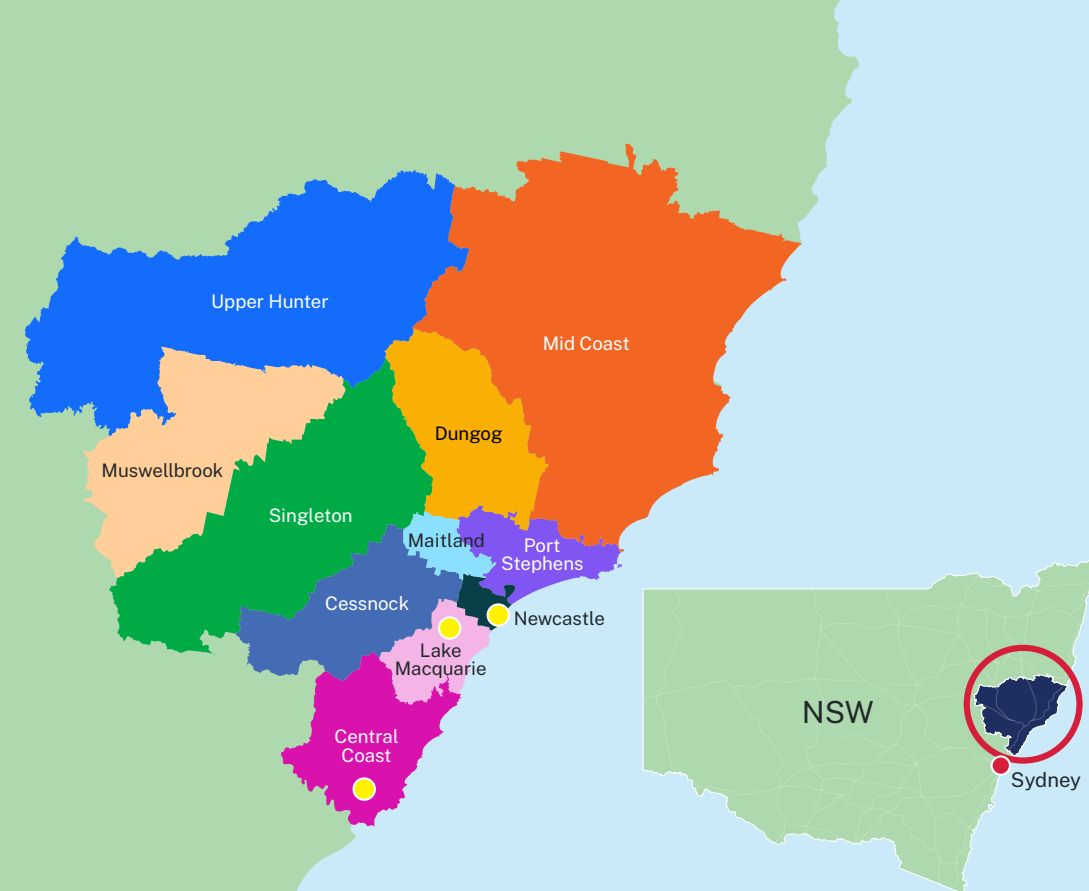 Upper Hunter
Mid Coast
Dungog
Muswellbrook
Singleton
Maitland
Port
Stephens
Cessnock
Newcastle
Lake
Macquarie
Central
Coast
NSW
Sydney